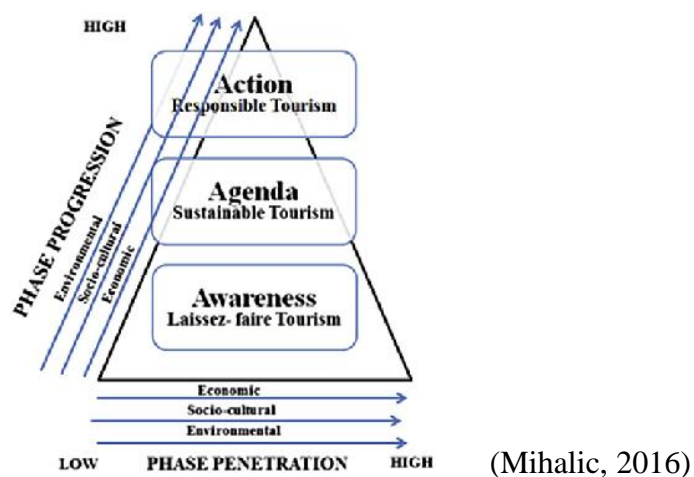 HIGH
Action
Responsible Tourism
Agenda
Sustainable Tourism
Awareness
Laissez- faire Tourism
PHASE PROGRESSION
Environmental
Socio-cultural
Economic
Economic
Socio-cultural
Environmental
LOW PHASE PENETRATION HIGH
(Mihalic, 2016)